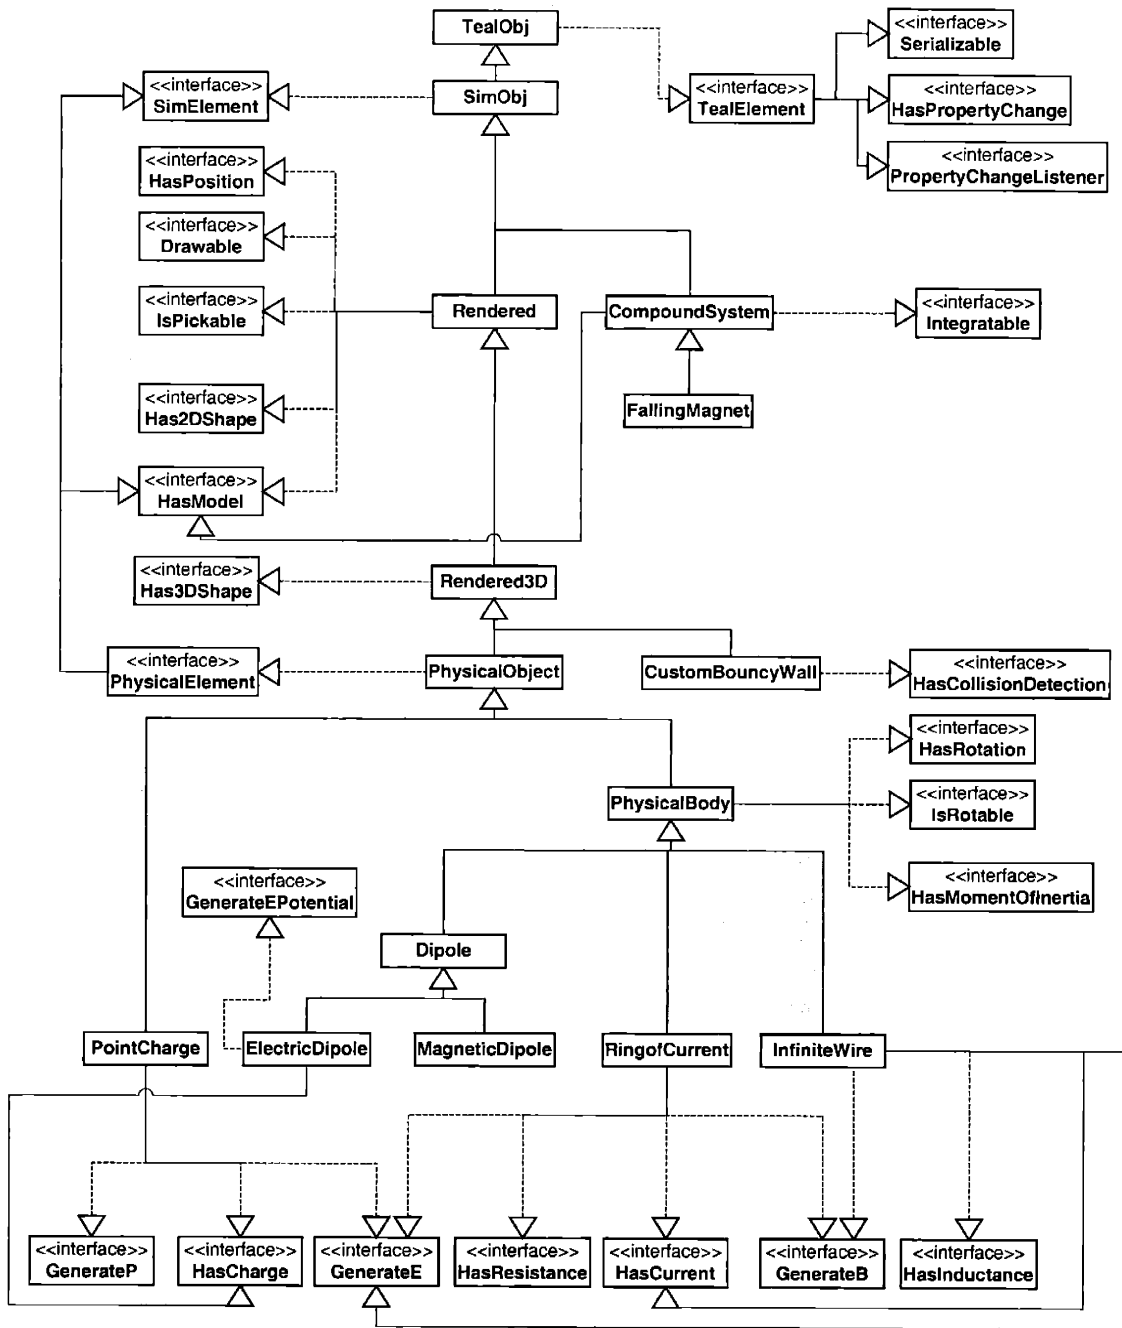 TealObj
<<interface>>
Serializable
<<interface>>
SimElement
SimObj
<<interface>>
TealElement
<<interface>>
HasPropertyChange
<<interface>>
HasPosition
<<interface>>
PropertyChangeListener
<<interface>>
Drawable
<<interface>>
IsPickable
Rendered
CompoundSystem
<<interface>>
Integratable
<<interface>>
Has2DShape
FallingMagnet
<<interface>>
HasModel
<<interface>>
Has3DShape
Rendered3D
<<interface>>
PhysicalElement
PhysicalObject
CustomBouncyWall
<<interface>>
HasCollisionDetection
<<interface>>
HasRotation
PhysicalBody
<<interface>>
IsRotable
<<interface>>
GenerateEPotential
<<interface>>
HasMomentOfInertia
Dipole
PointCharge
ElectricDipole
MagneticDipole
RingofCurrent
InfiniteWire
<<interface>>
GenerateP
<<interface>>
HasCharge
<<interface>>
GenerateE
<<interface>>
HasResistance
<<interface>>
HasCurrent
<<interface>>
GenerateB
<<interface>>
HasInductance